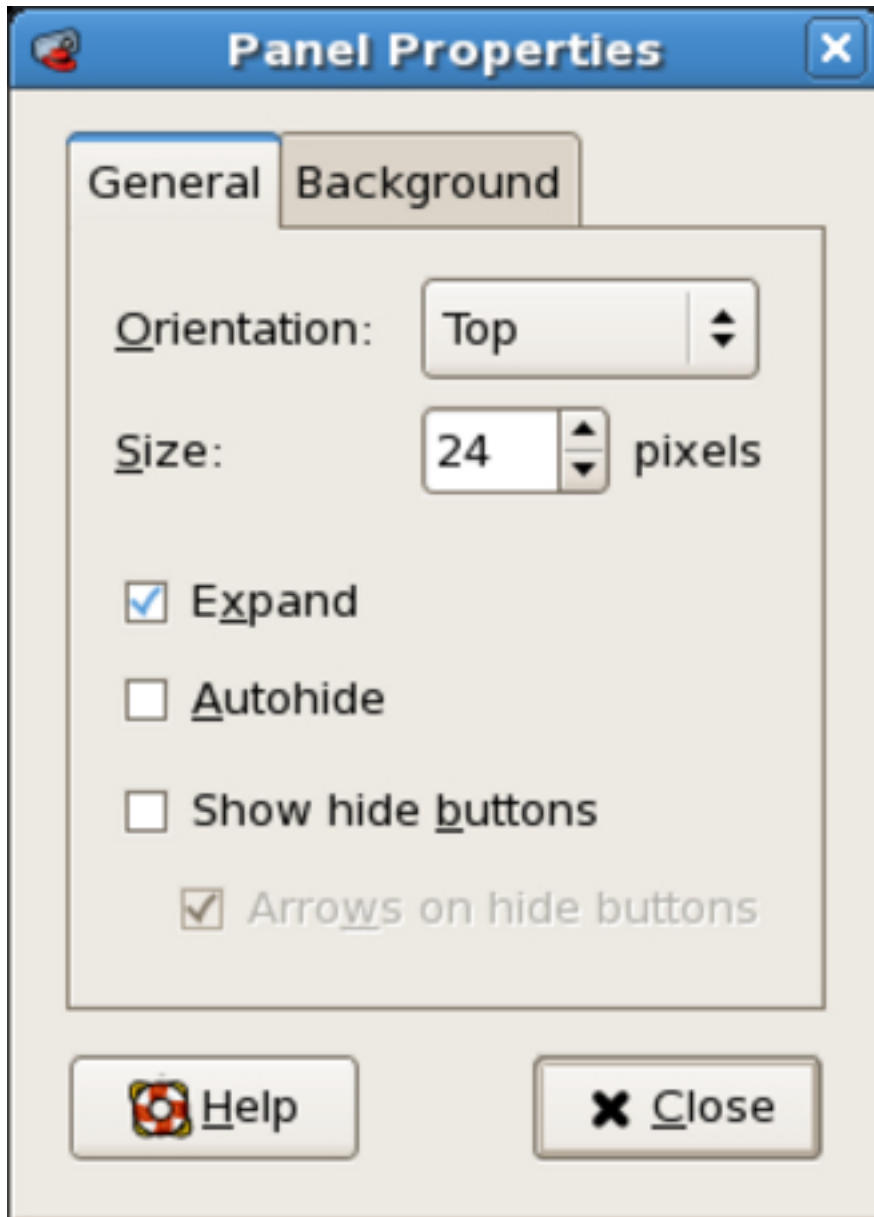 Panel Properties
General Background
Orientation: Top
Size: 24 pixels
Expand
Autohide
Show hide buttons
Arrows on hide buttons
Help Close